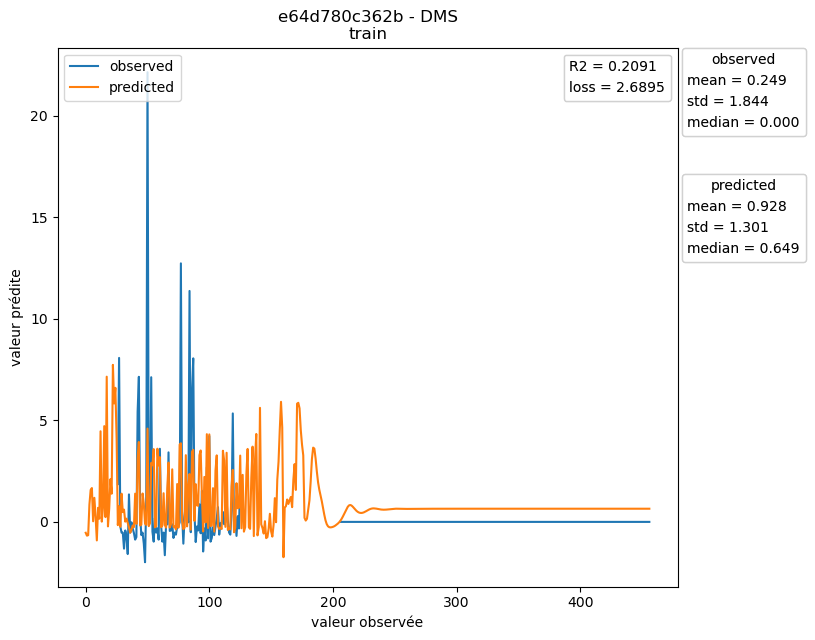 e64d780c362b - DMS
train
observed
predicted
R2 = 0.2091
loss = 2.6895
observed
mean = 0.249
std = 1.844
median = 0.000
predicted
mean = 0.928
std = 1.301
median = 0.649
valeur prédite
20
15
10
5
0
0
100
200
300
400
valeur observée